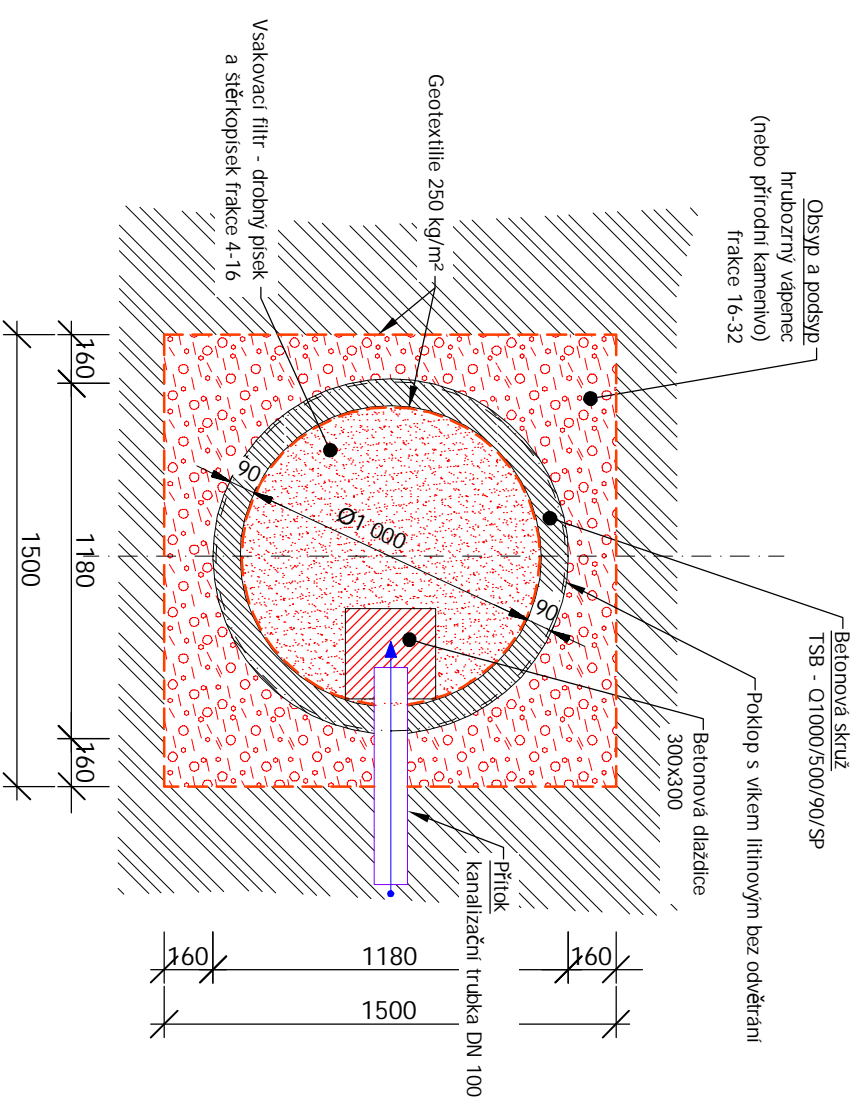 Obsyp a podsyp
hrubozrný vápenec
(nebo přírodní kamenivo)
frakce 16-32
Geotextilie 250 kg/m²
Vsakovací filtr - drobný písek
a štěrkopísek frakce 4-16
Betonová skruž
TSB - Q1000/500/90/SP
Poklop s víkem litinovým bez odvětrání
Betonová dlaždice
300x300
Přítok
kanalizační trubka DN 100
90
Ø1 000
90
160
1180
160
1500
160
1180
160
1500